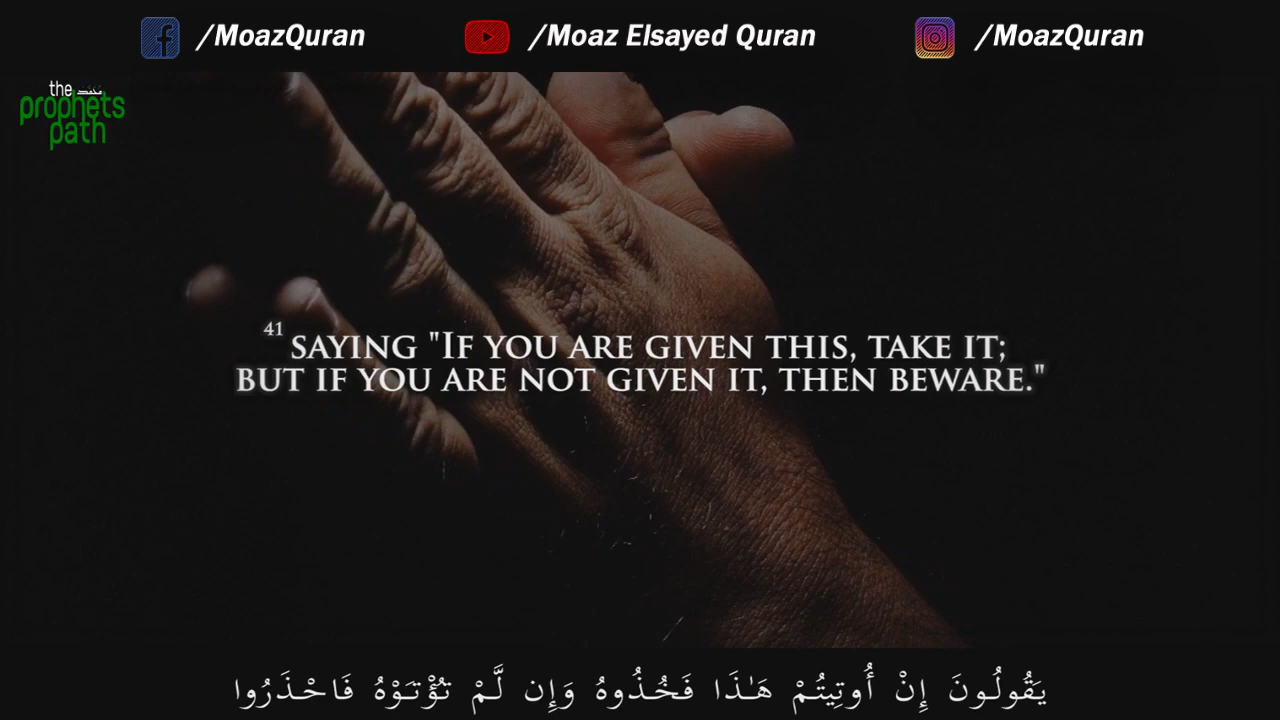 /MoazQuran
/Moaz Elsayed Quran
/MoazQuran
the
prophets
path
41 SAYING "IF YOU ARE GIVEN THIS, TAKE IT;
BUT IF YOU ARE NOT GIVEN IT, THEN BEWARE."
يَقُولُونَ إِنْ أُوتِيتُمْ هَـٰذَا فَخُذُوهُ وَإِن لَّمْ تُؤْتَوْهُ فَاحْذَرُوا